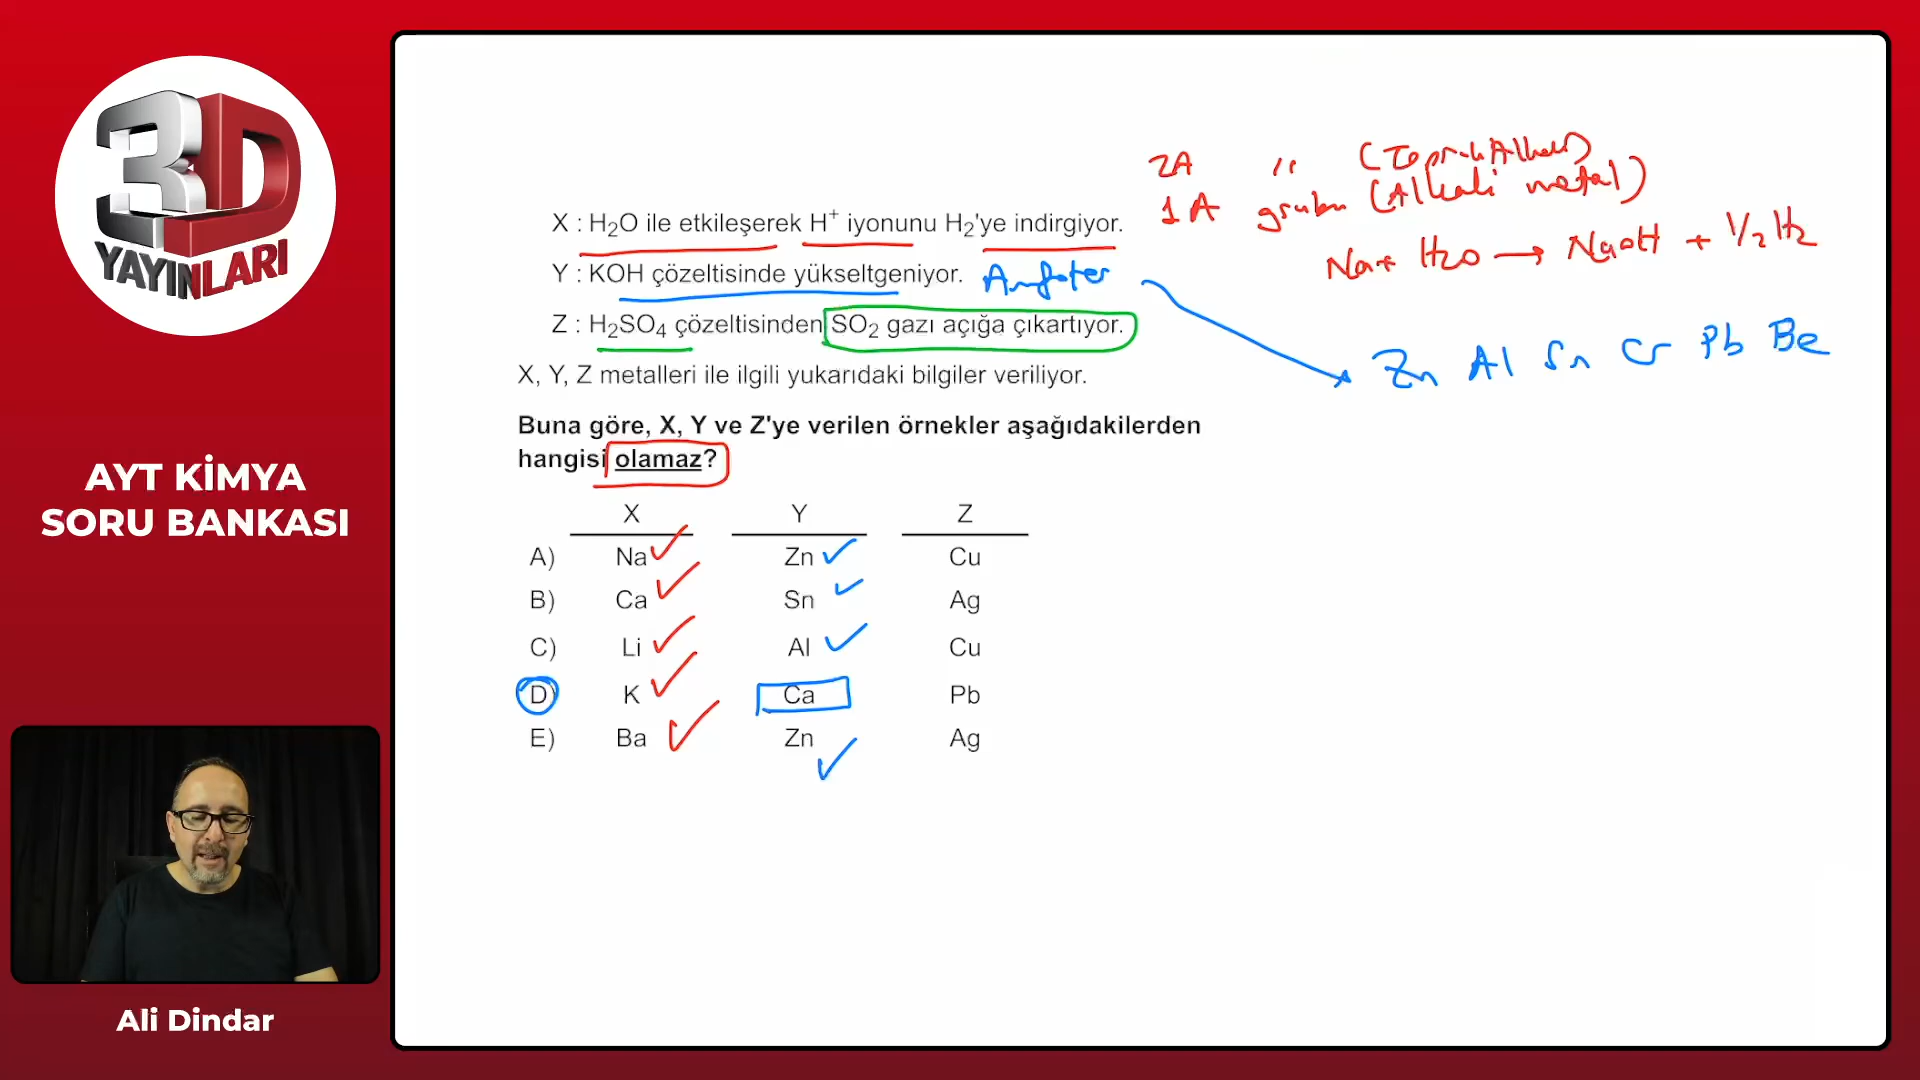 3D
YAYINLARI
AYT KİMYA
SORU BANKASI
Ali Dindar
2A " (Toprak Alkali)
1A grubu (Alkali metal)
Na + H2O → NaOH + 1/2 H2
X : H₂O ile etkileşerek H⁺ iyonunu H₂'ye indirgiyor.
Y : KOH çözeltisinde yükseltgeniyor. Amfoter
Zn Al Sn Cr Pb Be
Z : H₂SO₄ çözeltisinden SO₂ gazı açığa çıkartıyor.
X, Y, Z metalleri ile ilgili yukarıdaki bilgiler veriliyor.
Buna göre, X, Y ve Z'ye verilen örnekler aşağıdakilerden
hangisi olamaz?
X Y Z
A) Na Zn Cu
B) Ca Sn Ag
C) Li Al Cu
D) K Ca Pb
E) Ba Zn Ag